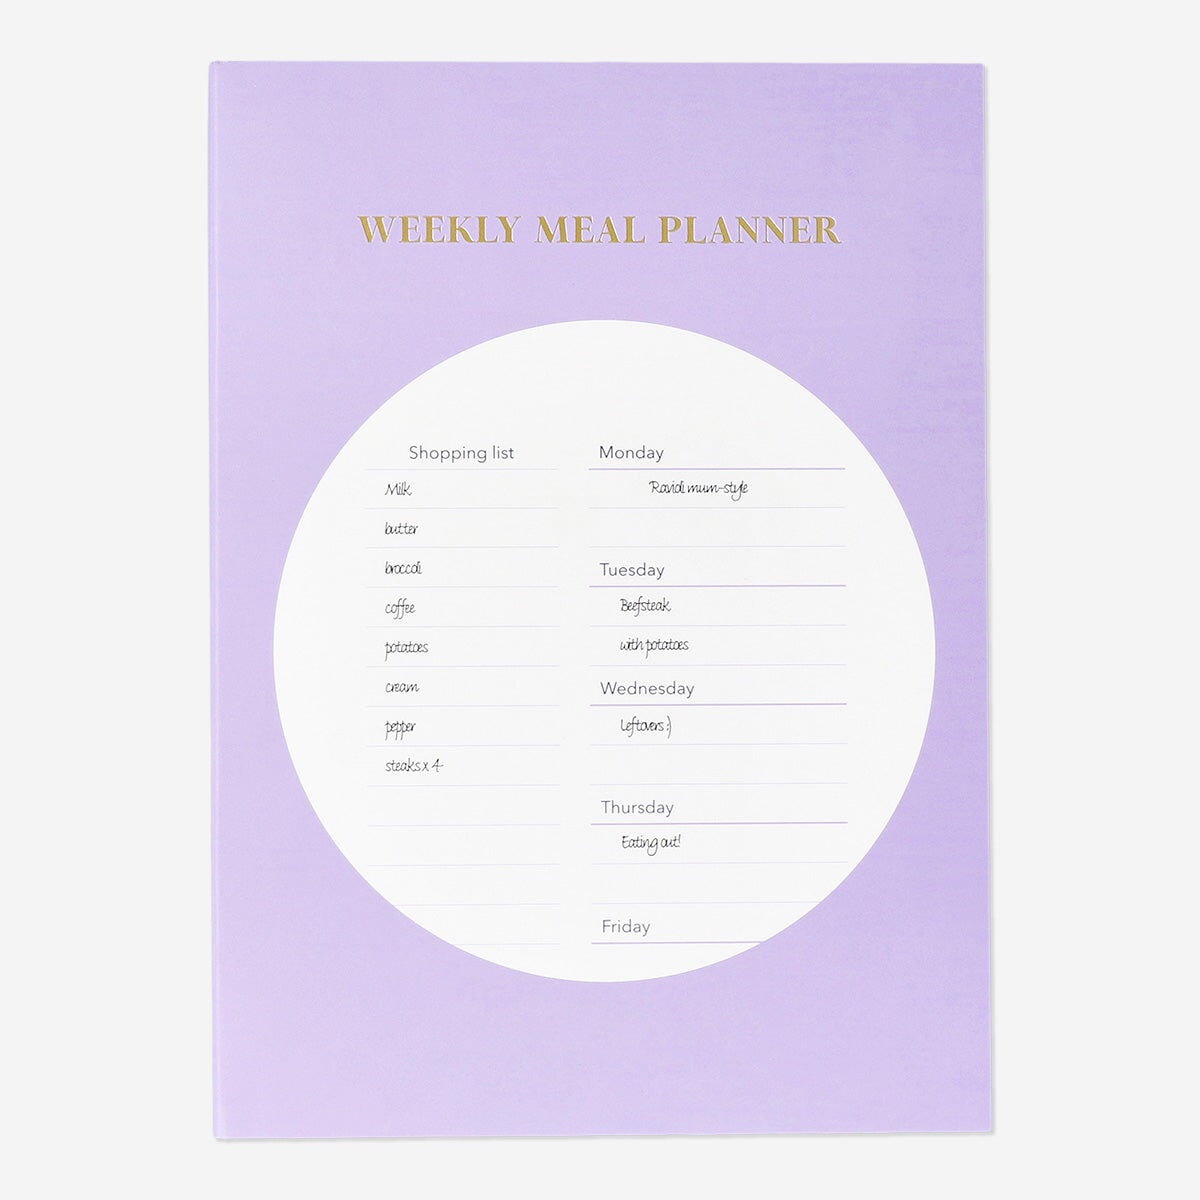 WEEKLY MEAL PLANNER
Shopping list
Milk
butter
broccoli
coffee
potatoes
cream
pepper
steaks x 4
Monday
Ravioli mum-style
Tuesday
Beefsteak
with potatoes
Wednesday
Leftovers :)
Thursday
Eating out!
Friday